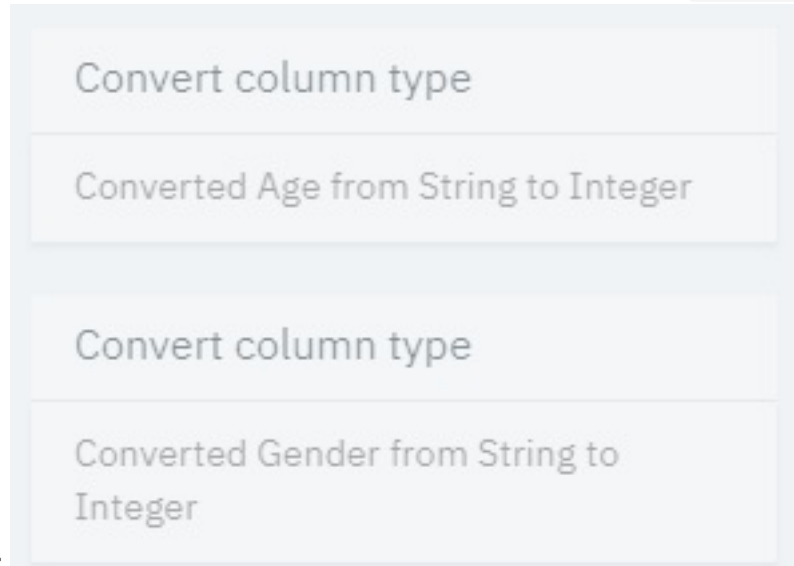 Convert column type
Converted Age from String to Integer
Convert column type
Converted Gender from String to
Integer